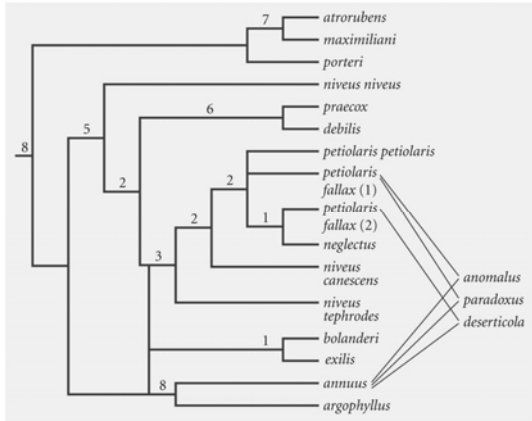 7
atrorubens
maximiliani
porteri
niveus niveus
5
praecox
6
debilis
8
petiolaris petiolaris
petiolaris
fallax (1)
2
2
petiolaris
fallax (2)
1
2
neglectus
3
niveus
canescens
anomalus
niveus
tephrodes
paradoxus
deserticola
bolanderi
1
exilis
annuus
8
argophyllus